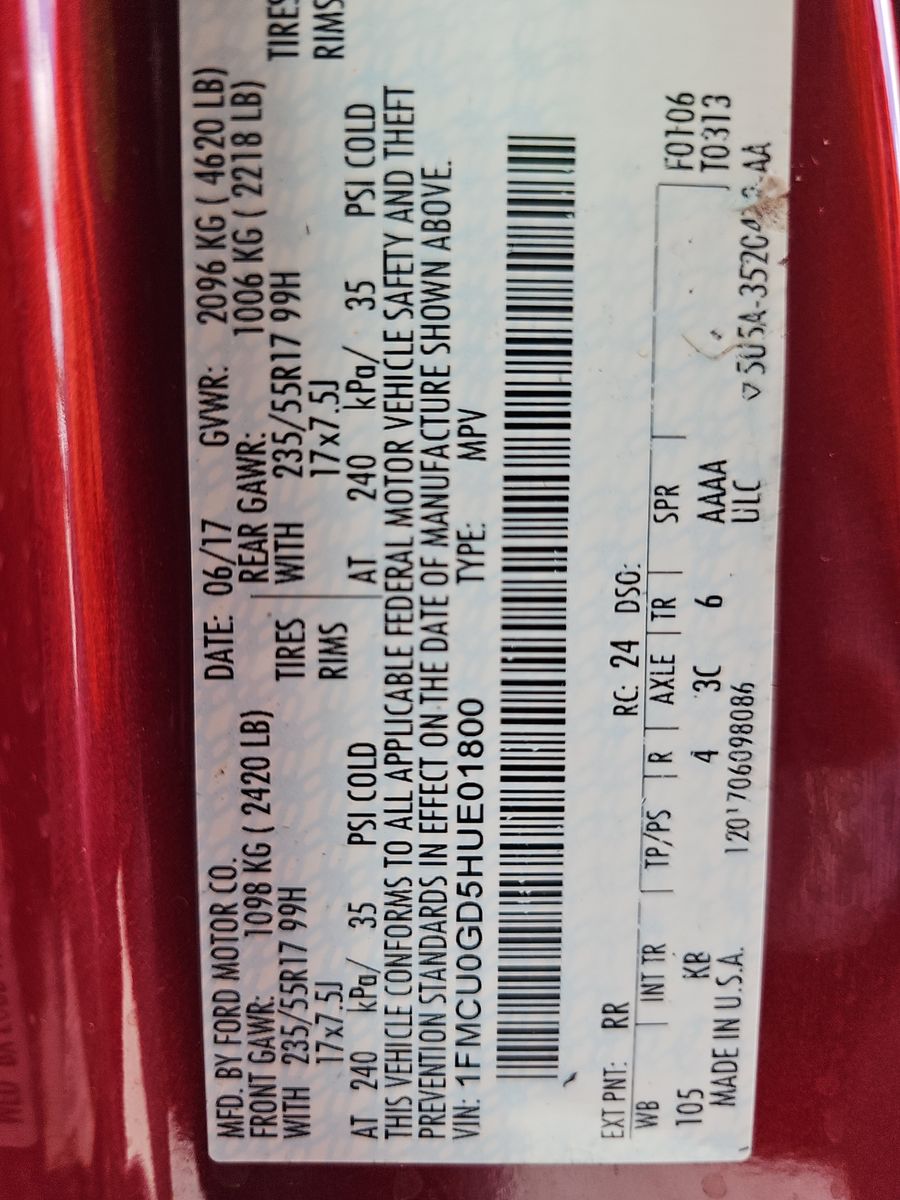 MFD. BY FORD MOTOR CO. DATE: 06/17 GVWR: 2096 KG ( 4620 LB)
FRONT GAWR: 1098 KG ( 2420 LB) REAR GAWR: 1006 KG ( 2218 LB)
WITH 235/55R17 99H TIRES WITH 235/55R17 99H TIRES
17x7.5J RIMS 17x7.5J RIMS
AT 240 kPa/ 35 PSI COLD AT 240 kPa/ 35 PSI COLD
THIS VEHICLE CONFORMS TO ALL APPLICABLE FEDERAL MOTOR VEHICLE SAFETY AND THEFT
PREVENTION STANDARDS IN EFFECT ON THE DATE OF MANUFACTURE SHOWN ABOVE.
VIN: 1FMCU0GD5HUE01800 TYPE: MPV
EXT PNT: RR RC: 24 DSO: F0106
WB INT TR TP/PS R AXLE TR SPR T0313
105 KB 4 3C 6 AAAA
MADE IN U.S.A. 1201706098086 ULC